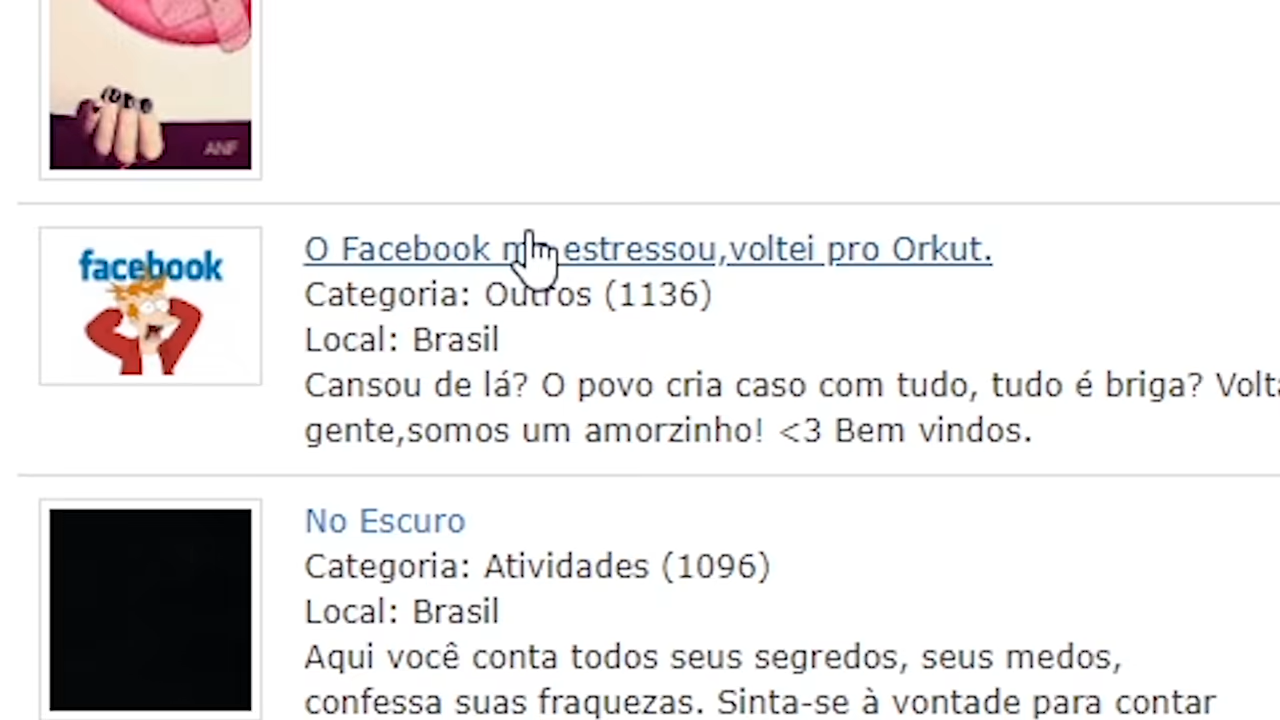 ANF
facebook
O Facebook estressou,voltei pro Orkut.
Categoria: Outros (1136)
Local: Brasil
Cansou de lá? O povo cria caso com tudo, tudo é briga?
gente,somos um amorzinho! <3 Bem vindos.
No Escuro
Categoria: Atividades (1096)
Local: Brasil
Aqui você conta todos seus segredos, seus medos,
confessa suas fraquezas. Sinta-se à vontade para contar